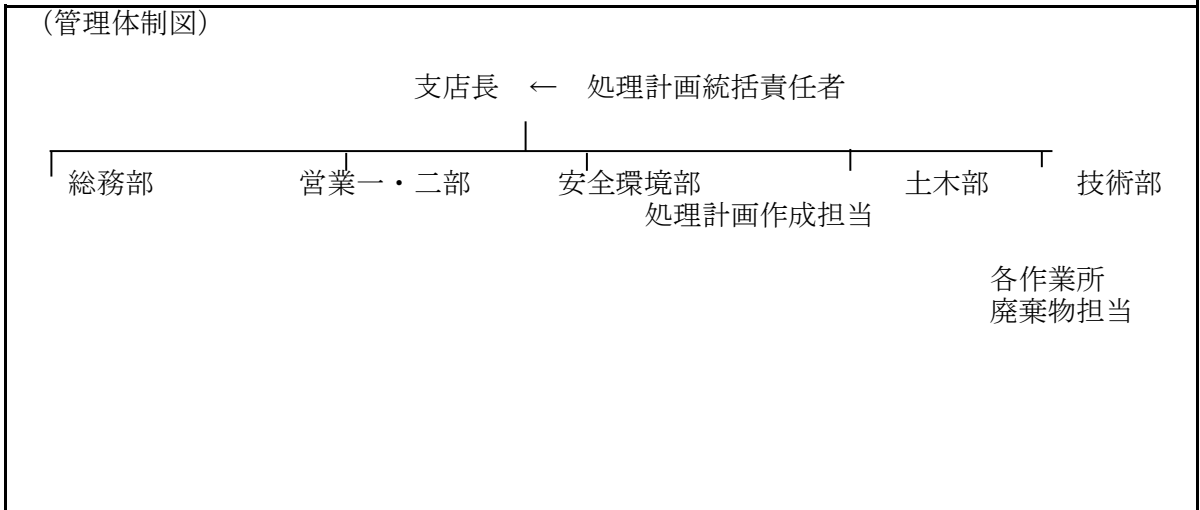 （管理体制図）
支店長　←　処理計画統括責任者
総務部　営業一・二部　安全環境部　土木部　技術部
処理計画作成担当
各作業所
廃棄物担当